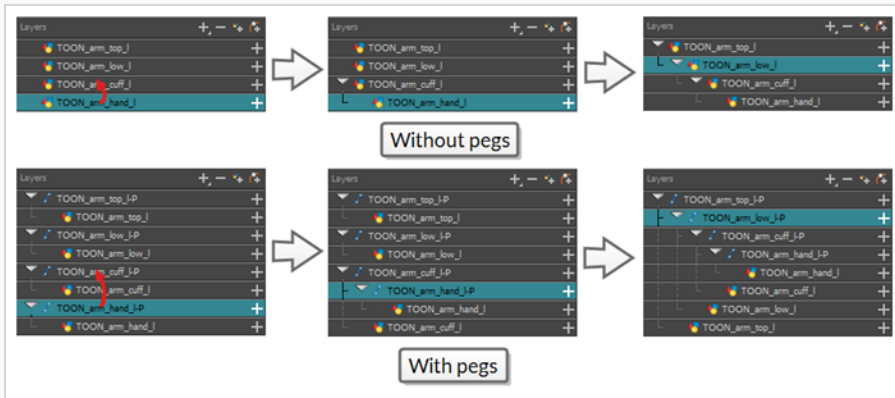 Layers
TOON_arm_top_l
TOON_arm_low_l
TOON_arm_cuff_l
TOON_arm_hand_l
Layers
TOON_arm_top_l
TOON_arm_low_l
TOON_arm_cuff_l
TOON_arm_hand_l
Layers
TOON_arm_top_l
TOON_arm_low_l
TOON_arm_cuff_l
TOON_arm_hand_l
Without pegs
Layers
TOON_arm_top_l-P
TOON_arm_top_l
TOON_arm_low_l-P
TOON_arm_low_l
TOON_arm_cuff_l-P
TOON_arm_cuff_l
TOON_arm_hand_l-P
TOON_arm_hand_l
Layers
TOON_arm_top_l-P
TOON_arm_top_l
TOON_arm_low_l-P
TOON_arm_low_l
TOON_arm_cuff_l-P
TOON_arm_hand_l-P
TOON_arm_hand_l
TOON_arm_cuff_l
Layers
TOON_arm_top_l-P
TOON_arm_low_l-P
TOON_arm_cuff_l-P
TOON_arm_hand_l-P
TOON_arm_hand_l
TOON_arm_cuff_l
TOON_arm_low_l
TOON_arm_top_l
With pegs